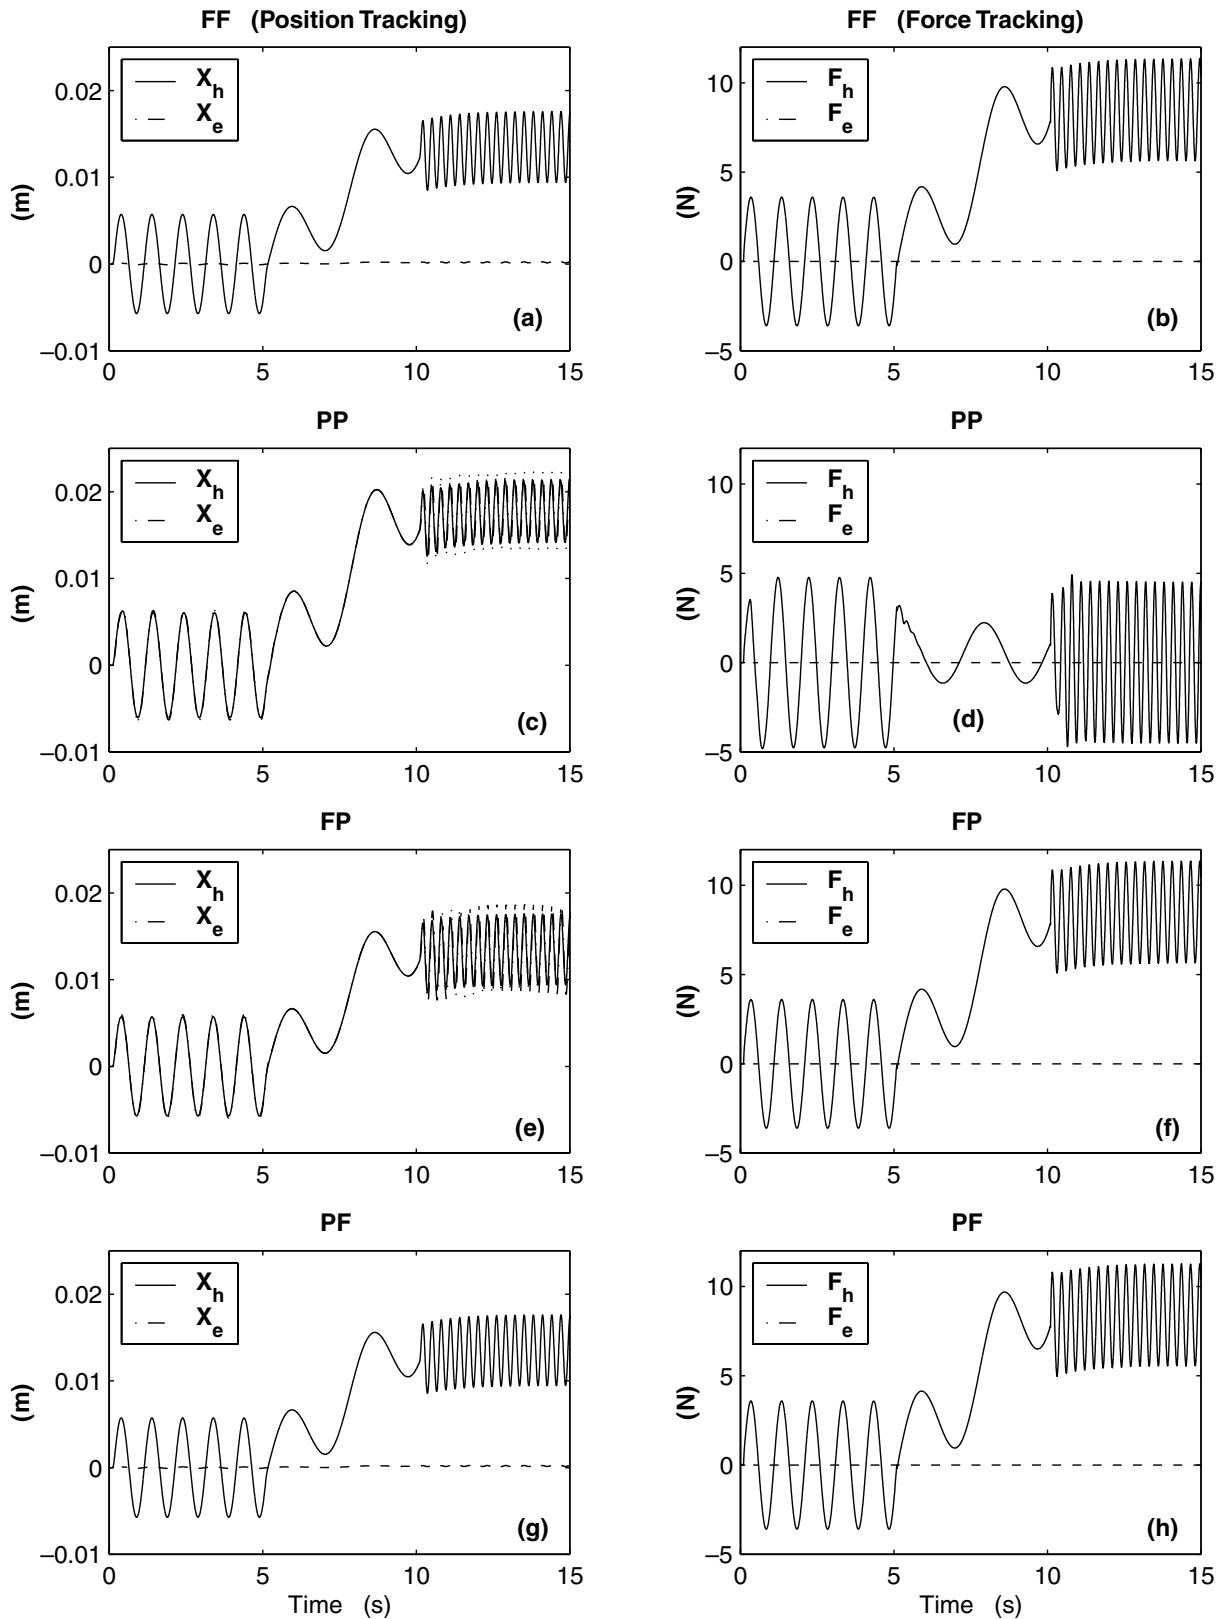 FF (Position Tracking)
0.02
0.01
0
−0.01
(m)
X_h
X_e
(a)
0 5 10 15
FF (Force Tracking)
10
5
0
−5
(N)
F_h
F_e
(b)
0 5 10 15
PP
0.02
0.01
0
−0.01
(m)
X_h
X_e
(c)
0 5 10 15
PP
10
5
0
−5
(N)
F_h
F_e
(d)
0 5 10 15
FP
0.02
0.01
0
−0.01
(m)
X_h
X_e
(e)
0 5 10 15
FP
10
5
0
−5
(N)
F_h
F_e
(f)
0 5 10 15
PF
0.02
0.01
0
−0.01
(m)
X_h
X_e
(g)
0 5 10 15
Time (s)
PF
10
5
0
−5
(N)
F_h
F_e
(h)
0 5 10 15
Time (s)